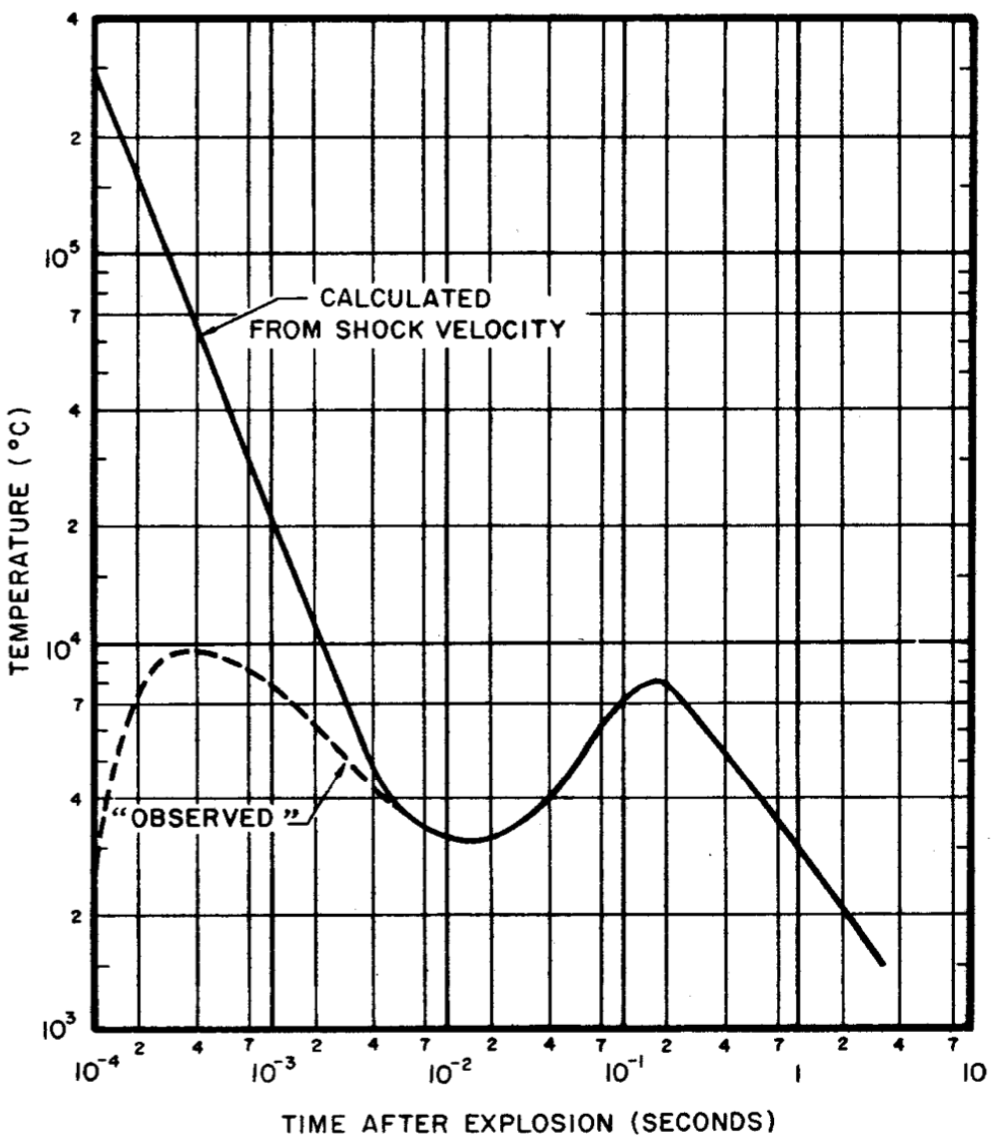 4
2
10⁵
7
4
2
10⁴
7
4
2
10³
TEMPERATURE (°C)
CALCULATED
FROM SHOCK VELOCITY
“OBSERVED”
2 4 7 2 4 7 2 4 7 2 4 7 2 4 7
10⁻⁴ 10⁻³ 10⁻² 10⁻¹ 1 10
TIME AFTER EXPLOSION (SECONDS)